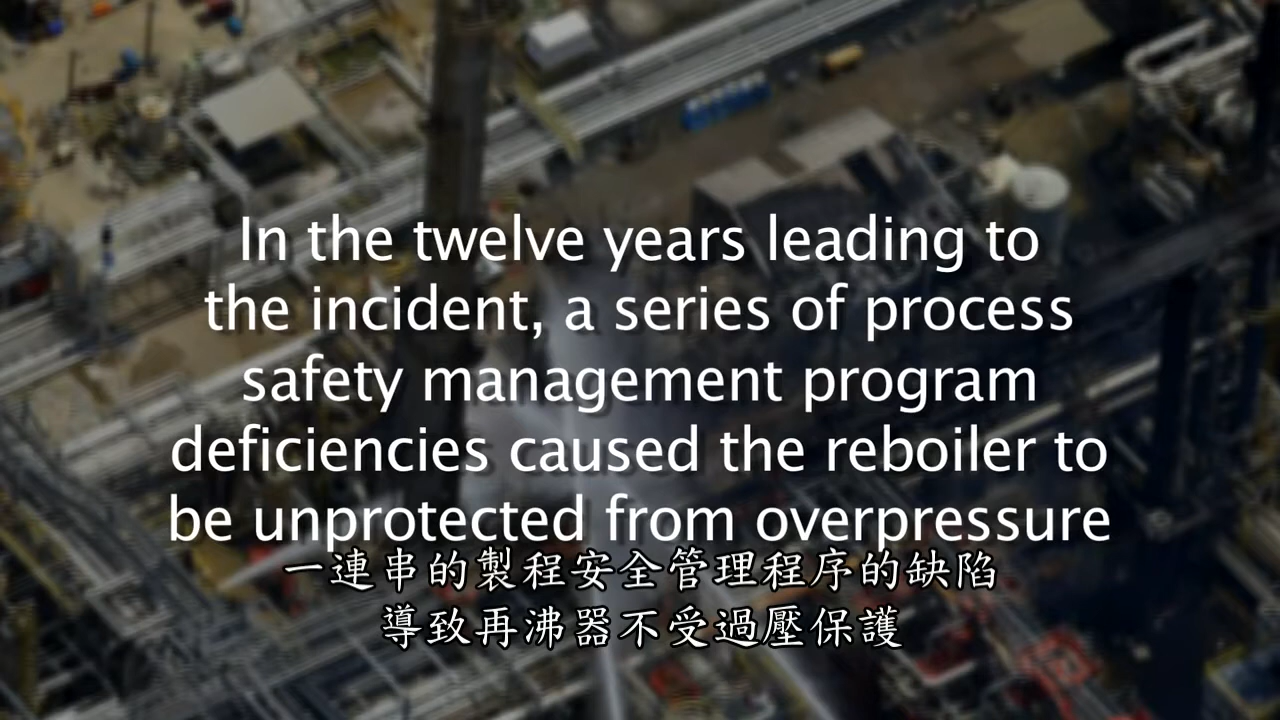 In the twelve years leading to
the incident, a series of process
safety management program
deficiencies caused the reboiler to
be unprotected from overpressure
一連串的製程安全管理程序的缺陷
導致再沸器不受過壓保護